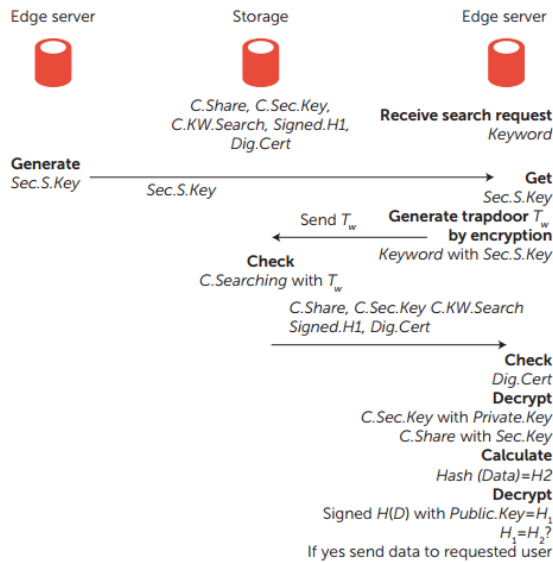 Edge server
Storage
Edge server
C.Share, C.Sec.Key,
C.KW.Search, Signed.H1,
Dig.Cert
Receive search request
Keyword
Generate
Sec.S.Key
Sec.S.Key
Get
Sec.S.Key
Send T_w
Generate trapdoor T_w
by encryption
Keyword with Sec.S.Key
Check
C.Searching with T_w
C.Share, C.Sec.Key C.KW.Search
Signed.H1, Dig.Cert
Check
Dig.Cert
Decrypt
C.Sec.Key with Private.Key
C.Share with Sec.Key
Calculate
Hash (Data)=H2
Decrypt
Signed H(D) with Public.Key=H₁
H₁=H₂?
If yes send data to requested user